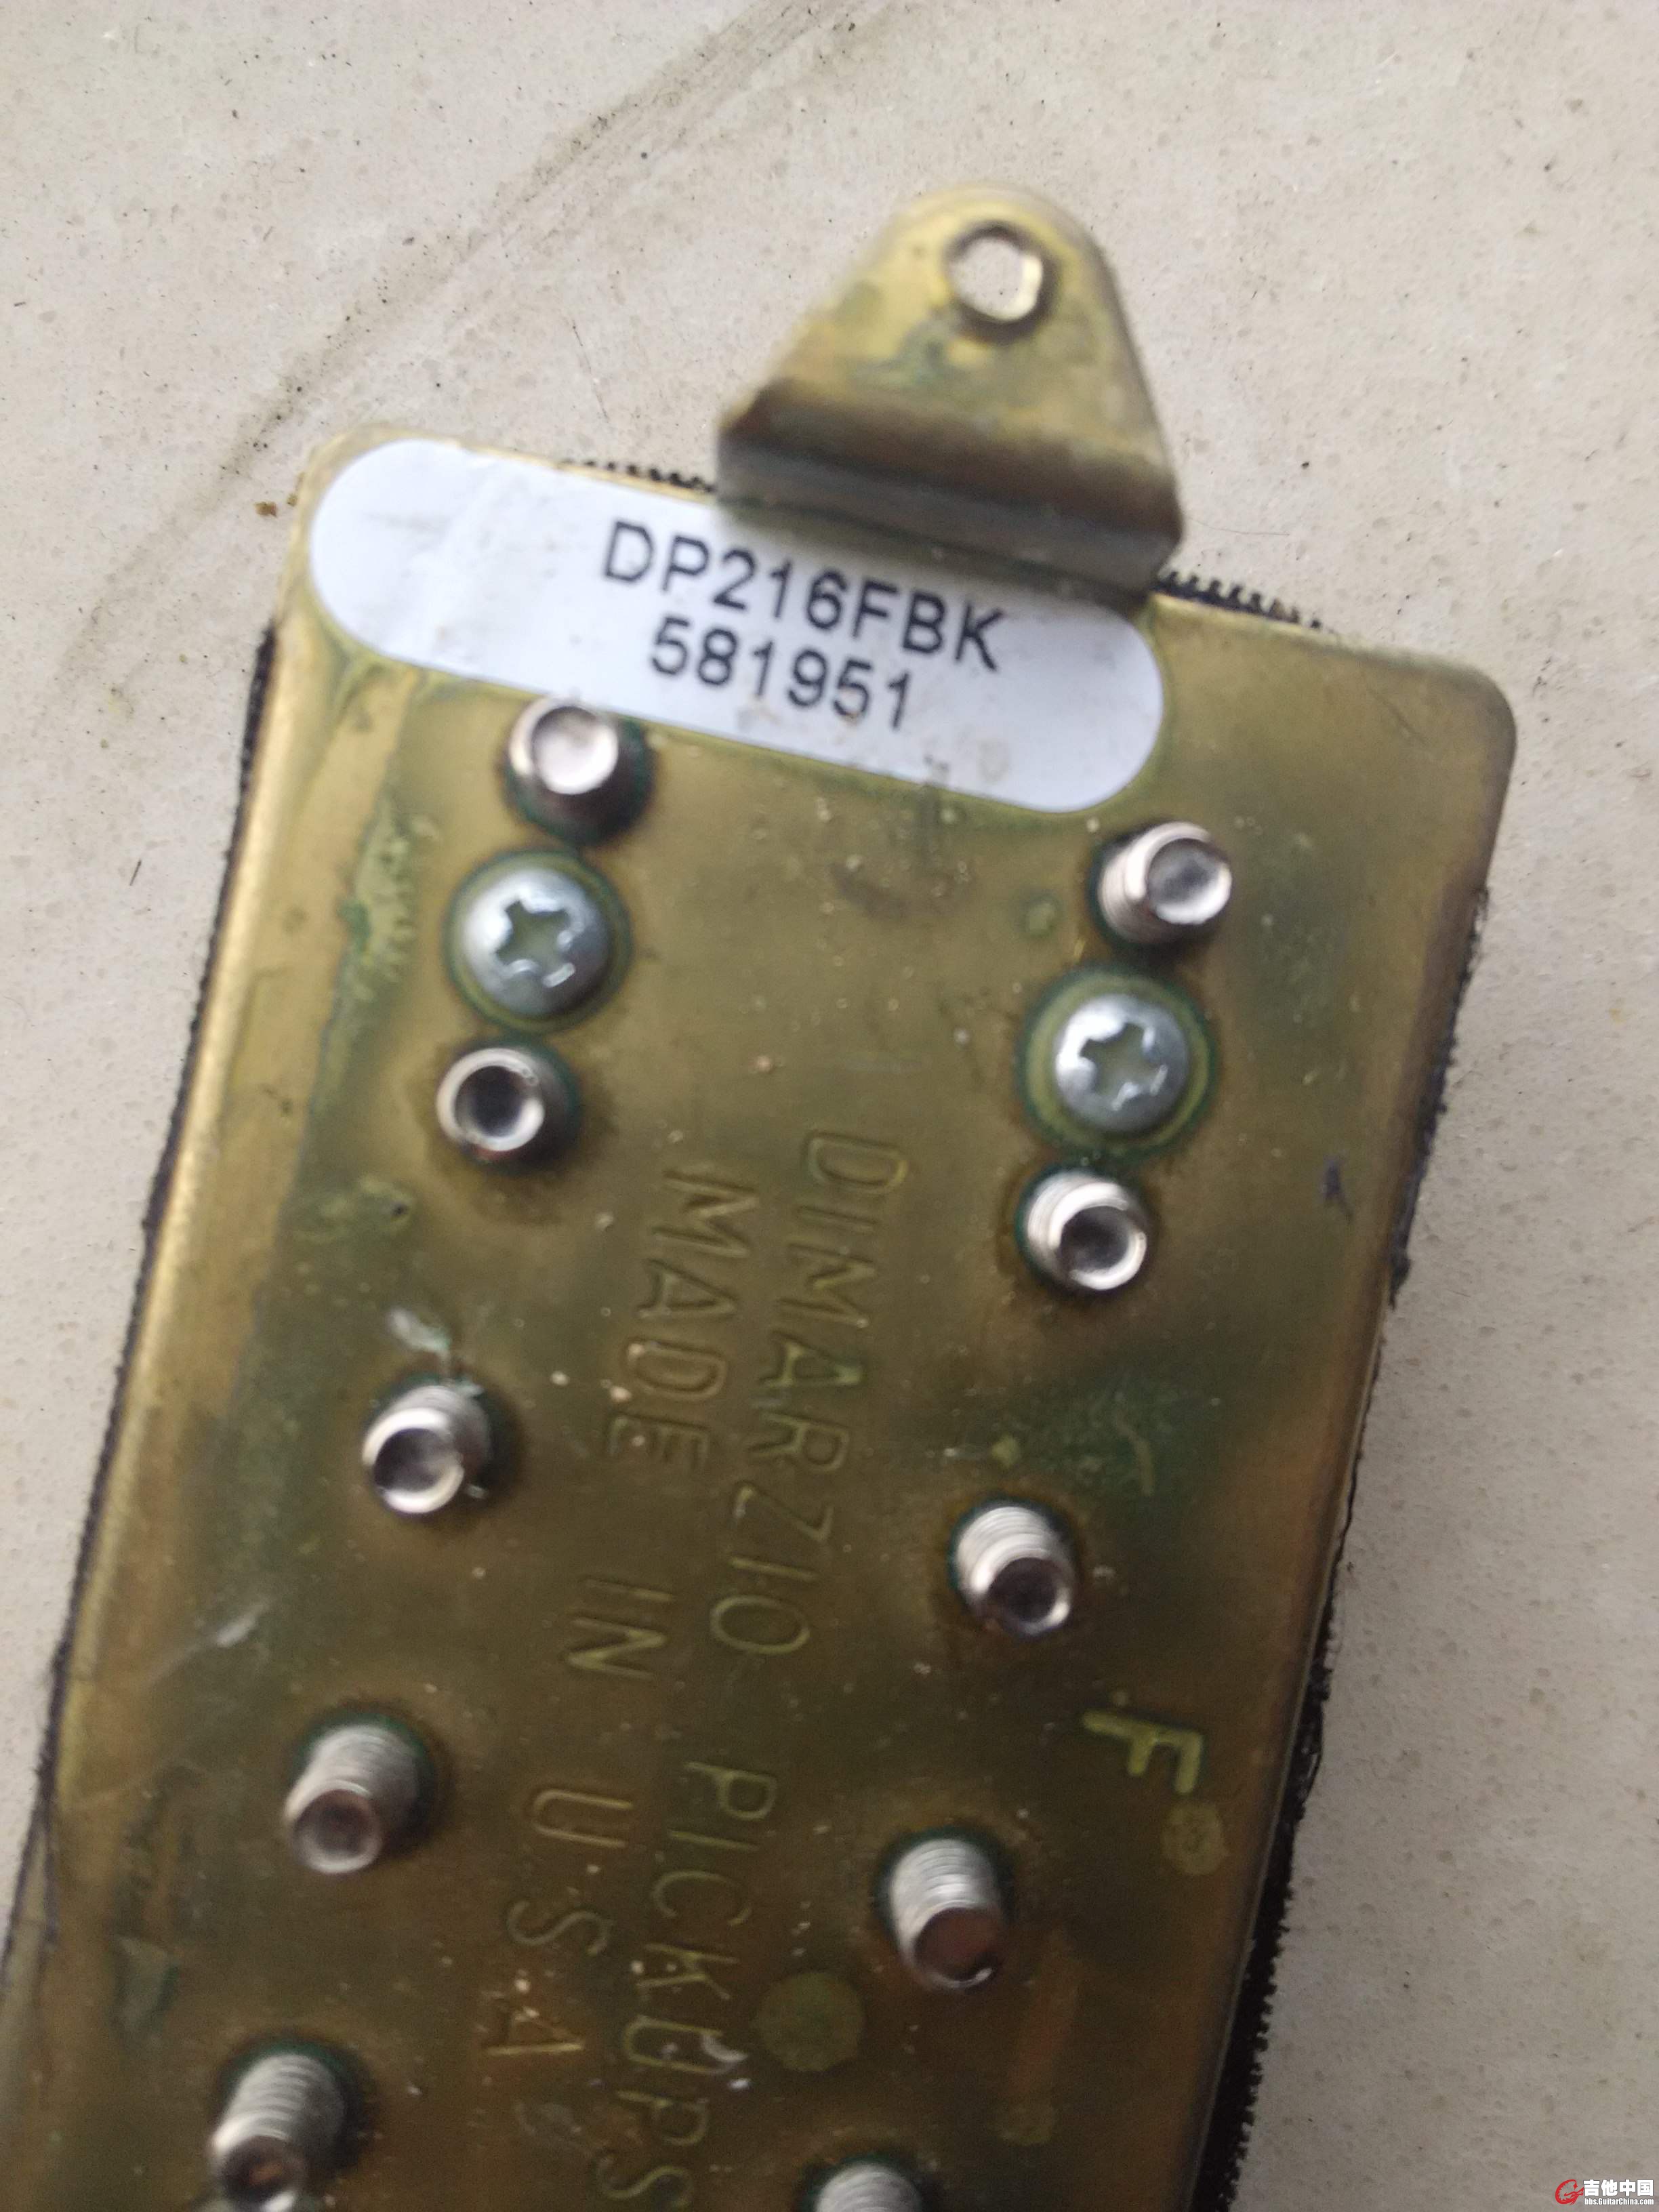 DP216FBK
581951
DIMARZIO PICKUPS
MADE IN U S A
F
吉他中国
bbs.GuitarChina.com